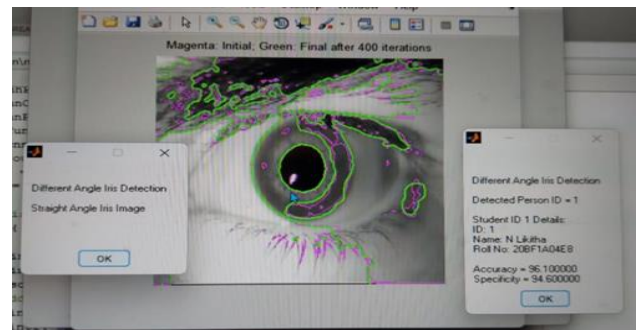 Magenta: Initial; Green: Final after 400 iterations
Different Angle Iris Detection
Straight Angle Iris Image
OK
Different Angle Iris Detection
Detected Person ID = 1
Student ID 1 Details:
ID: 1
Name: N Likitha
Roll No: 20BF1A04E8
Accuracy = 96.100000
Specificity = 94.600000
OK